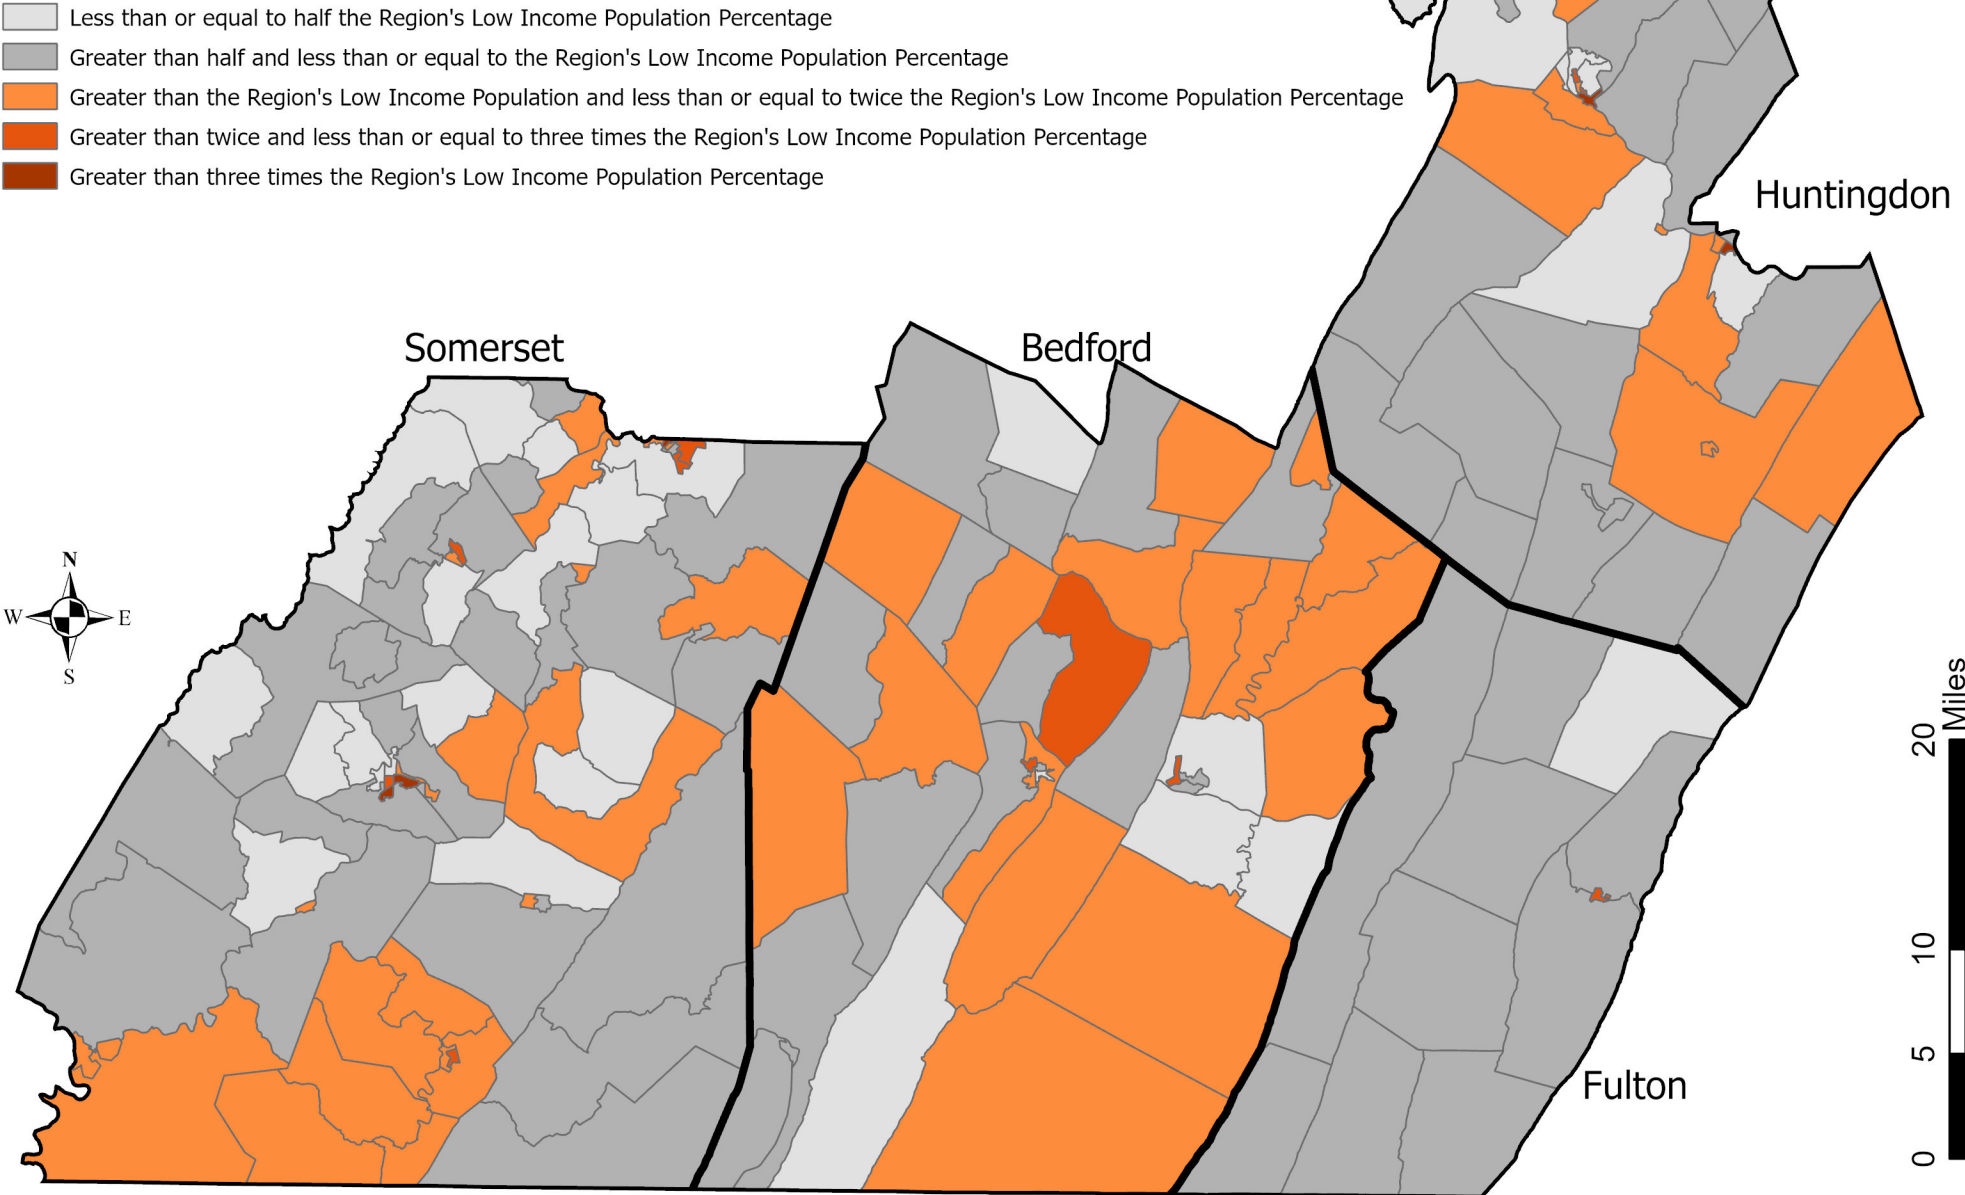 Less than or equal to half the Region's Low Income Population Percentage
Greater than half and less than or equal to the Region's Low Income Population Percentage
Greater than the Region's Low Income Population and less than or equal to twice the Region's Low Income Population Percentage
Greater than twice and less than or equal to three times the Region's Low Income Population Percentage
Greater than three times the Region's Low Income Population Percentage
Huntingdon
Somerset
Bedford
N
W
E
S
Miles
20
10
5
0
Fulton